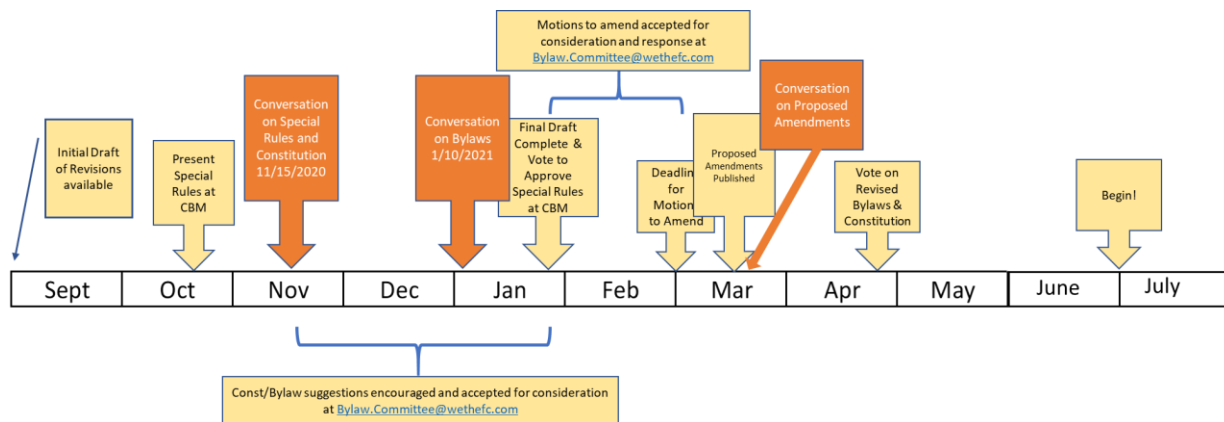 Motions to amend accepted for
consideration and response at
Bylaw.Committee@wethefc.com
Initial Draft
of Revisions
available
Present
Special
Rules at
CBM
Conversation
on Special
Rules and
Constitution
11/15/2020
Conversation
on Bylaws
1/10/2021
Final Draft
Complete &
Vote to
Approve
Special Rules
at CBM
Deadlin
for
Motion
to Amend
Proposed
Amendments
Published
Conversation
on Proposed
Amendments
Vote on
Revised
Bylaws &
Constitution
Begin!
Sept
Oct
Nov
Dec
Jan
Feb
Mar
Apr
May
June
July
Const/Bylaw suggestions encouraged and accepted for consideration
at Bylaw.Committee@wethefc.com